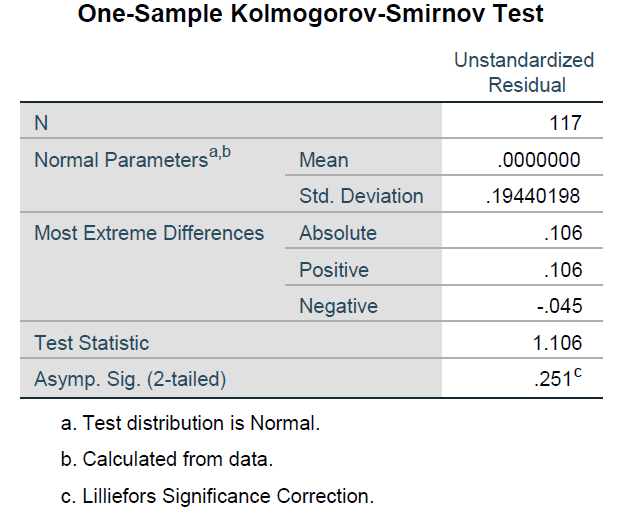 One-Sample Kolmogorov-Smirnov Test
Unstandardized
Residual
N 117
Normal Parametersa,b Mean .0000000
Std. Deviation .19440198
Most Extreme Differences Absolute .106
Positive .106
Negative -.045
Test Statistic 1.106
Asymp. Sig. (2-tailed) .251c
a. Test distribution is Normal.
b. Calculated from data.
c. Lilliefors Significance Correction.